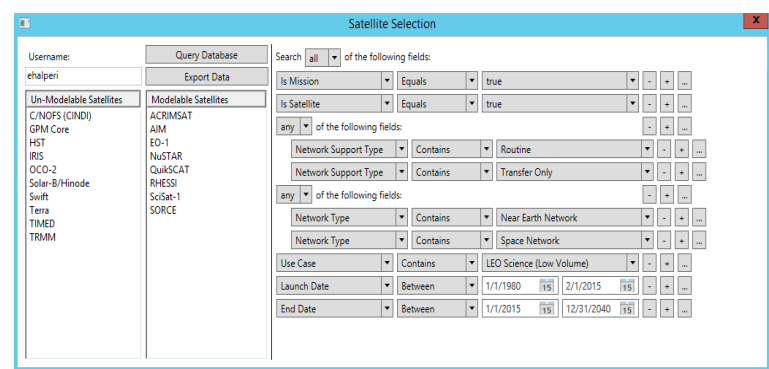 Satellite Selection
X
Username:
Query Database
ehalperi
Export Data
Un-Modelable Satellites
C/NOFS (CINDI)
GPM Core
HST
IRIS
OCO-2
Solar-B/Hinode
Swift
Terra
TIMED
TRMM
Modelable Satellites
ACRIMSAT
AIM
EO-1
NuSTAR
QuikSCAT
RHESSI
SciSat-1
SORCE
Search all of the following fields:
Is Mission Equals true - + ...
Is Satellite Equals true - + ...
any of the following fields: - + ...
Network Support Type Contains Routine - + ...
Network Support Type Contains Transfer Only - + ...
any of the following fields: - + ...
Network Type Contains Near Earth Network - + ...
Network Type Contains Space Network - + ...
Use Case Contains LEO Science (Low Volume) - + ...
Launch Date Between 1/1/1980 15 2/1/2015 15 - + ...
End Date Between 1/1/2015 15 12/31/2040 15 - + ...